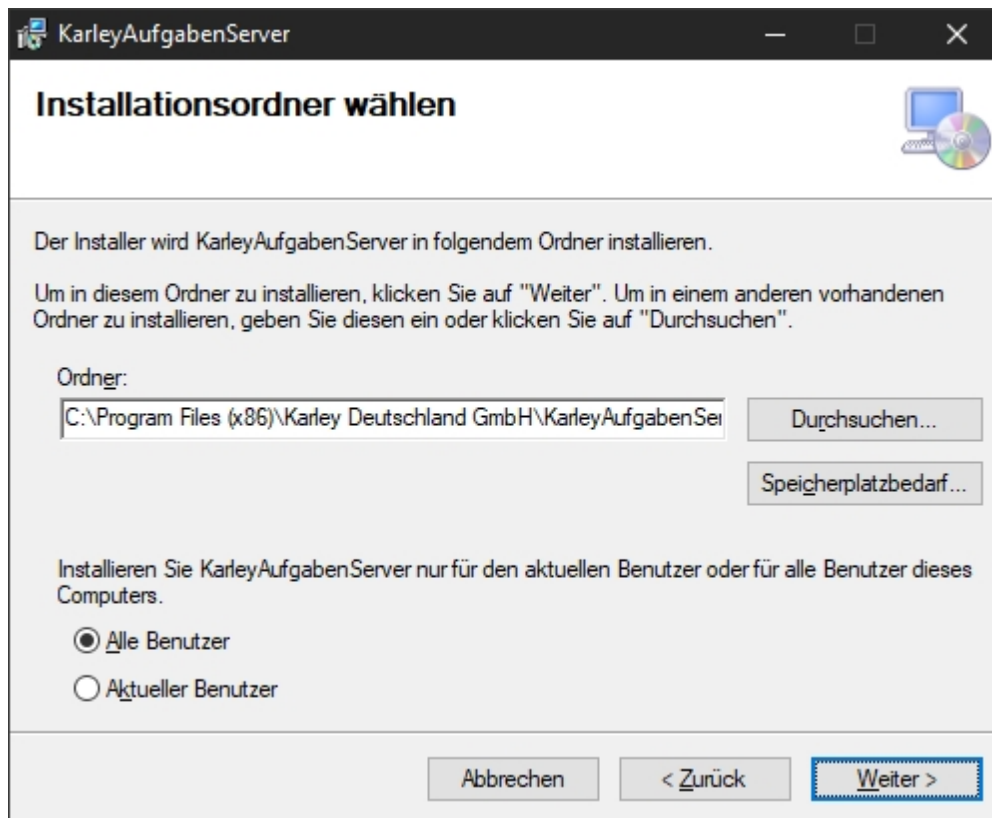 KarleyAufgabenServer
Installationsordner wählen
Der Installer wird KarleyAufgabenServer in folgendem Ordner installieren.
Um in diesem Ordner zu installieren, klicken Sie auf "Weiter". Um in einem anderen vorhandenen
Ordner zu installieren, geben Sie diesen ein oder klicken Sie auf "Durchsuchen".
Ordner:
C:\Program Files (x86)\Karley Deutschland GmbH\KarleyAufgabenSer
Durchsuchen...
Speicherplatzbedarf...
Installieren Sie KarleyAufgabenServer nur für den aktuellen Benutzer oder für alle Benutzer dieses
Computers.
Alle Benutzer
Aktueller Benutzer
Abbrechen
< Zurück
Weiter >